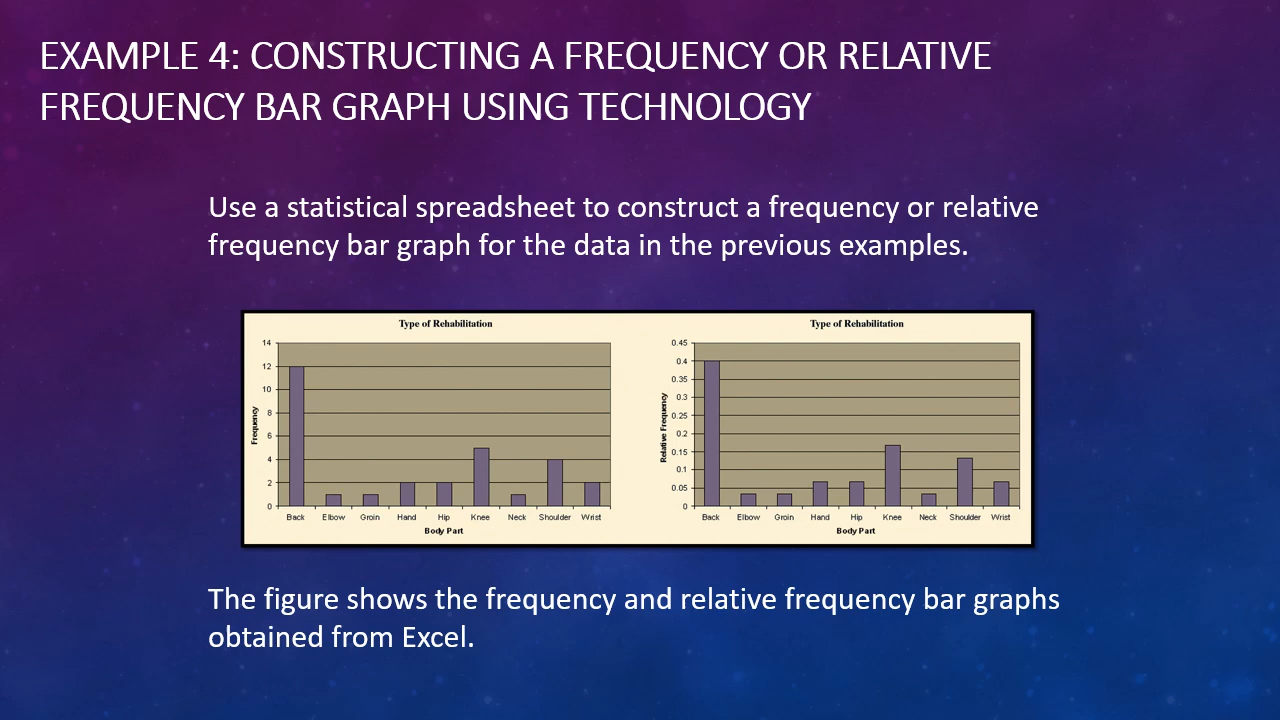 EXAMPLE 4: CONSTRUCTING A FREQUENCY OR RELATIVE
FREQUENCY BAR GRAPH USING TECHNOLOGY
Use a statistical spreadsheet to construct a frequency or relative
frequency bar graph for the data in the previous examples.
Type of Rehabilitation
14
12
10
8
6
4
2
0
Frequency
Back Elbow Groin Hand Hip Knee Neck Shoulder Wrist
Body Part
Type of Rehabilitation
0.45
0.4
0.35
0.3
0.25
0.2
0.15
0.1
0.05
0
Relative Frequency
Back Elbow Groin Hand Hip Knee Neck Shoulder Wrist
Body Part
The figure shows the frequency and relative frequency bar graphs
obtained from Excel.